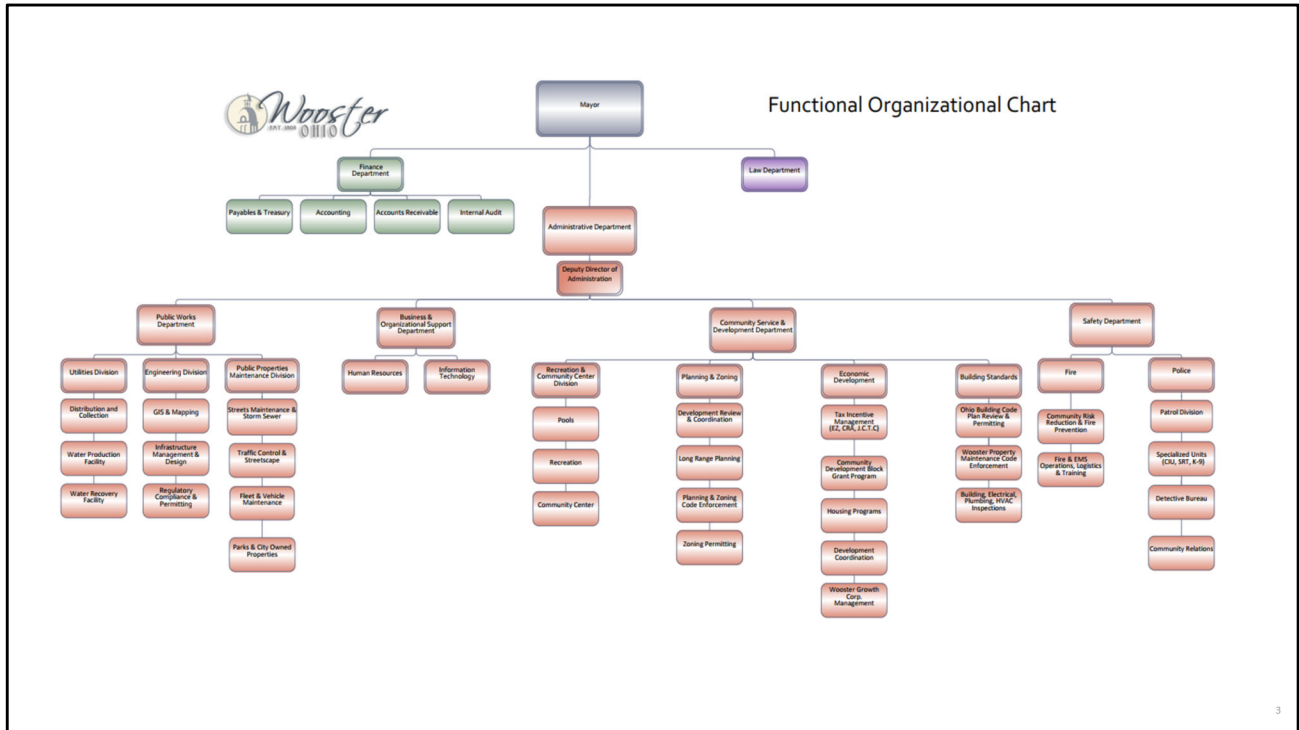 Wooster
EST. 1808 OHIO
Functional Organizational Chart
Mayor
Finance
Department
Law Department
Payables & Treasury
Accounting
Accounts Receivable
Internal Audit
Administrative Department
Deputy Director of
Administration
Public Works
Department
Business &
Organizational Support
Department
Community Service &
Development Department
Safety Department
Utilities Division
Distribution and
Collection
Water Production
Facility
Water Recovery
Facility
Engineering Division
GIS & Mapping
Infrastructure
Management &
Design
Regulatory
Compliance &
Permitting
Public Properties
Maintenance Division
Streets Maintenance &
Storm Sewer
Traffic Control &
Streetscape
Fleet & Vehicle
Maintenance
Parks & City Owned
Properties
Human Resources
Information
Technology
Recreation &
Community Center
Division
Pools
Recreation
Community Center
Planning & Zoning
Development Review
& Coordination
Long Range Planning
Planning & Zoning
Code Enforcement
Zoning Permitting
Economic
Development
Tax Incentive
Management
(EZ, CRA, J.C.T.C)
Community
Development Block
Grant Program
Housing Programs
Development
Coordination
Wooster Growth
Corp.
Management
Building Standards
Ohio Building Code
Plan Review &
Permitting
Wooster Property
Maintenance Code
Enforcement
Building, Electrical,
Plumbing, HVAC
Inspections
Fire
Community Risk
Reduction & Fire
Prevention
Fire & EMS
Operations, Logistics
& Training
Police
Patrol Division
Specialized Units
(CIU, SRT, K-9)
Detective Bureau
Community Relations
3